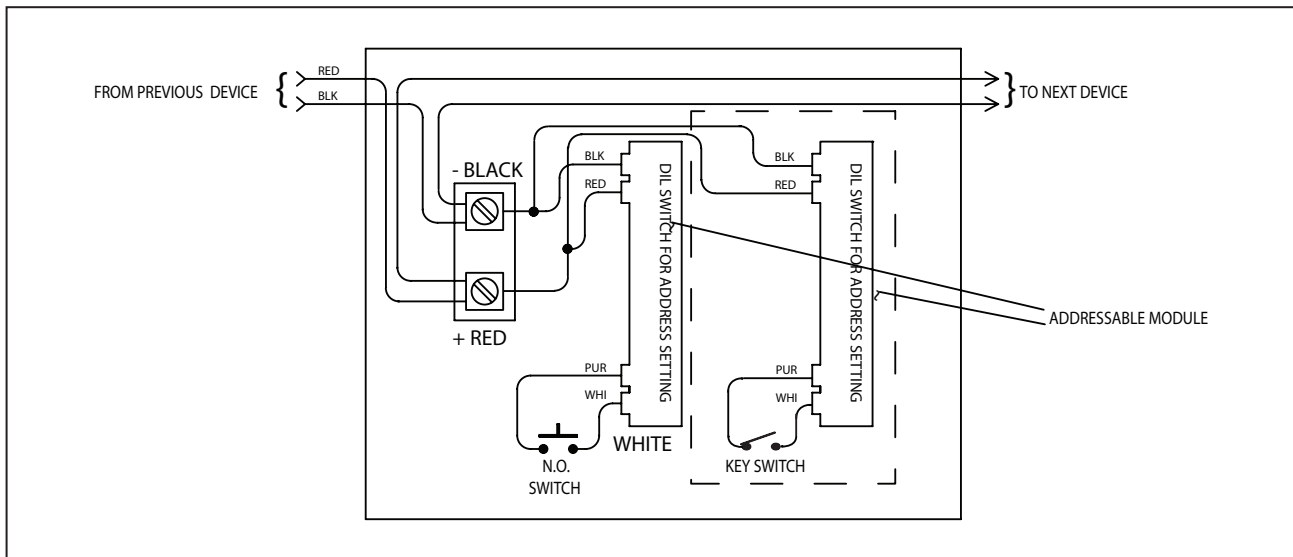 RED
FROM PREVIOUS DEVICE
BLK
TO NEXT DEVICE
- BLACK
BLK
RED
BLK
RED
DIL SWITCH FOR ADDRESS SETTING
DIL SWITCH FOR ADDRESS SETTING
ADDRESSABLE MODULE
+ RED
PUR
WHI
PUR
WHI
WHITE
N.O.
SWITCH
KEY SWITCH